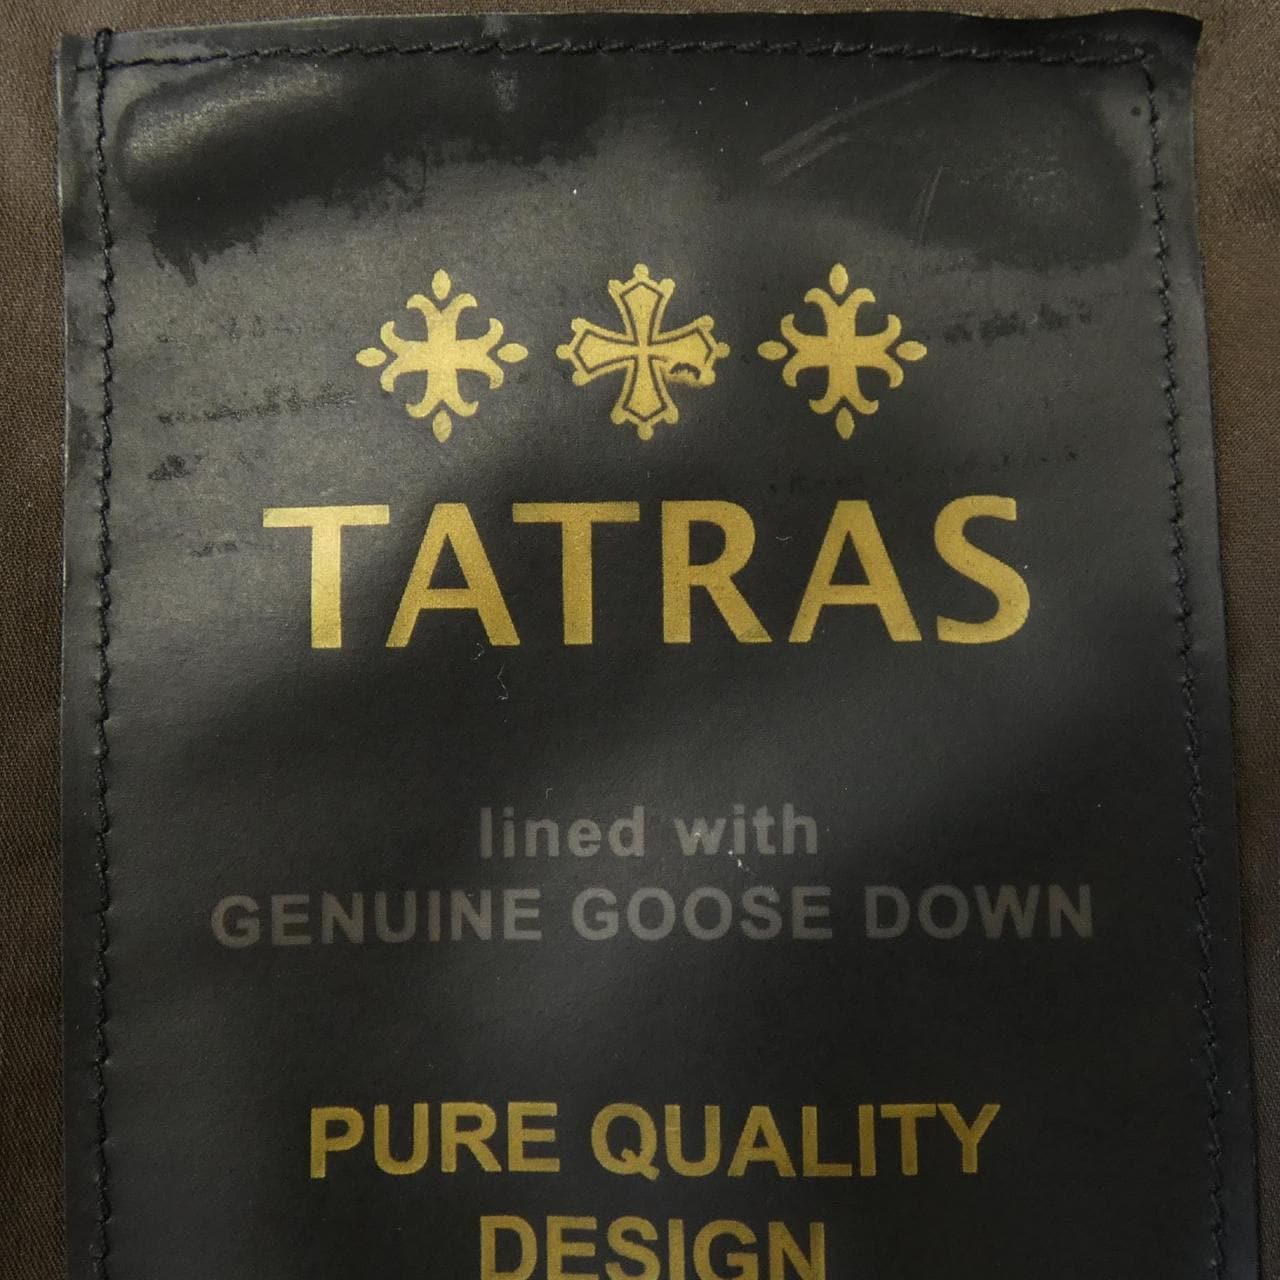 TATRAS
lined with
GENUINE GOOSE DOWN
PURE QUALITY
DESIGN